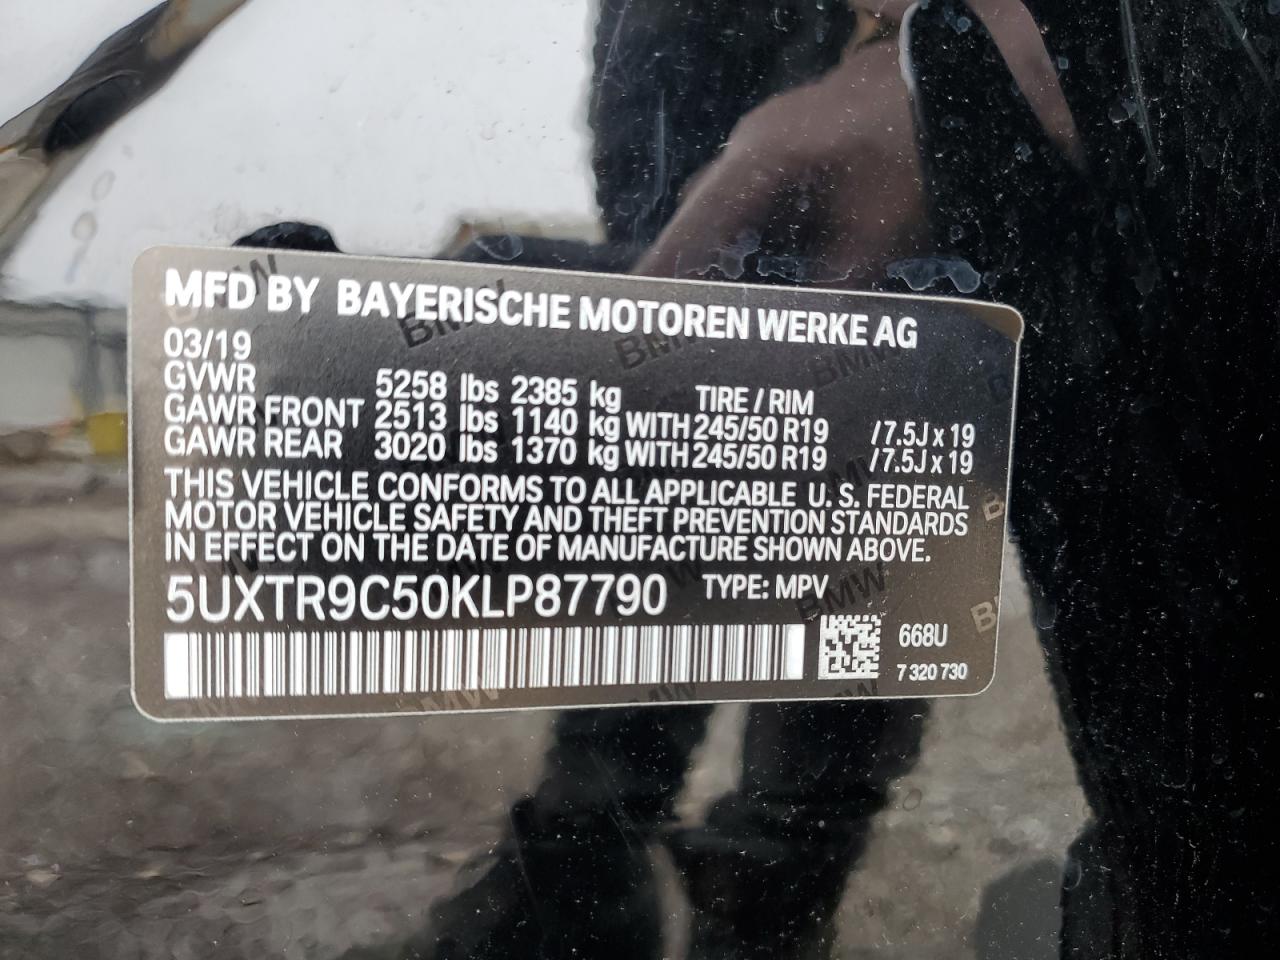 MFD BY BAYERISCHE MOTOREN WERKE AG
03/19
GVWR 5258 lbs 2385 kg TIRE / RIM
GAWR FRONT 2513 lbs 1140 kg WITH 245/50 R19 / 7.5J x 19
GAWR REAR 3020 lbs 1370 kg WITH 245/50 R19 / 7.5J x 19
THIS VEHICLE CONFORMS TO ALL APPLICABLE U. S. FEDERAL
MOTOR VEHICLE SAFETY AND THEFT PREVENTION STANDARDS
IN EFFECT ON THE DATE OF MANUFACTURE SHOWN ABOVE.
5UXTR9C50KLP87790 TYPE: MPV
668U
7 320 730